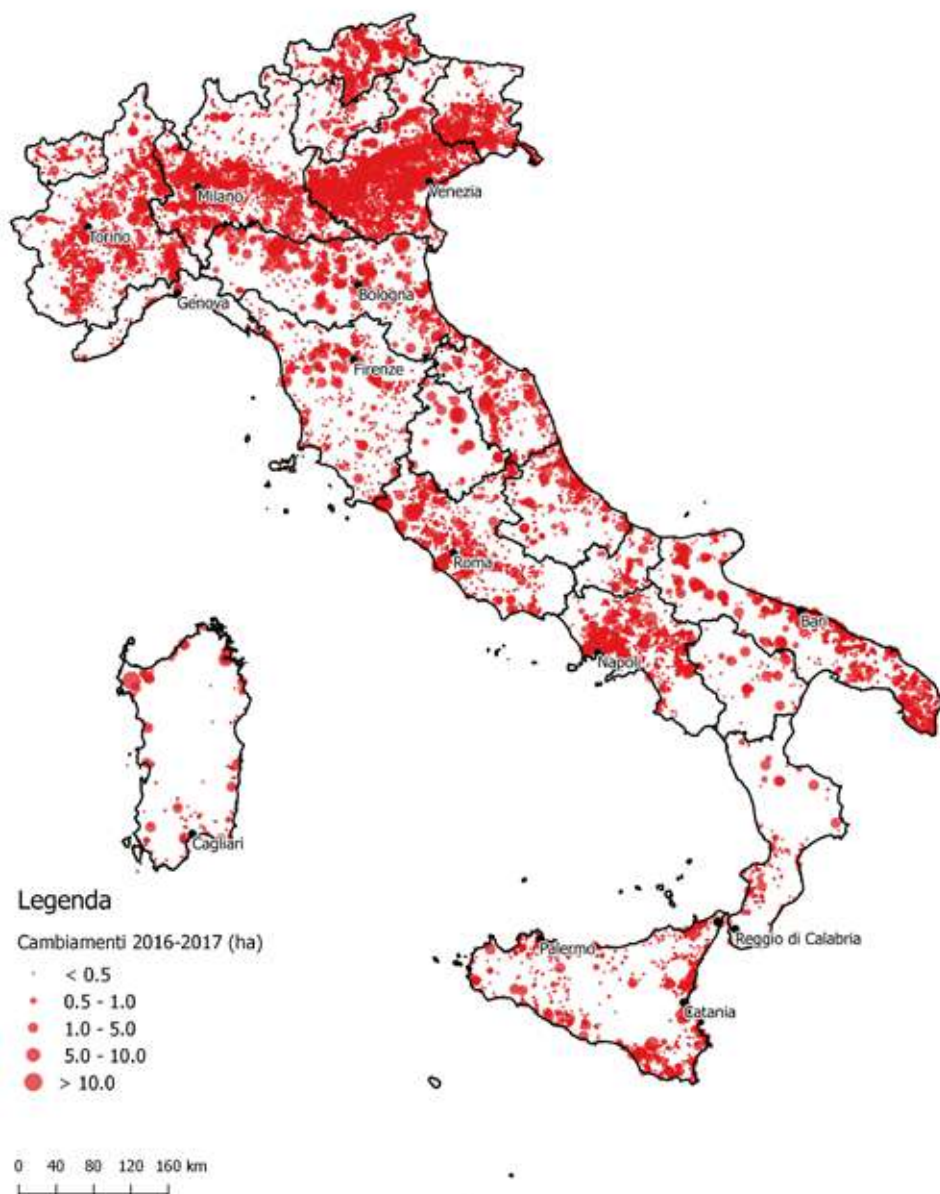 Milano
Venezia
Torino
Bologna
Genova
Firenze
Roma
Bari
Napoli
Cagliari
Legenda
Cambiamenti 2016-2017 (ha)
< 0.5
0.5 - 1.0
1.0 - 5.0
5.0 - 10.0
> 10.0
Palermo
Reggio di Calabria
Catania
0 40 80 120 160 km